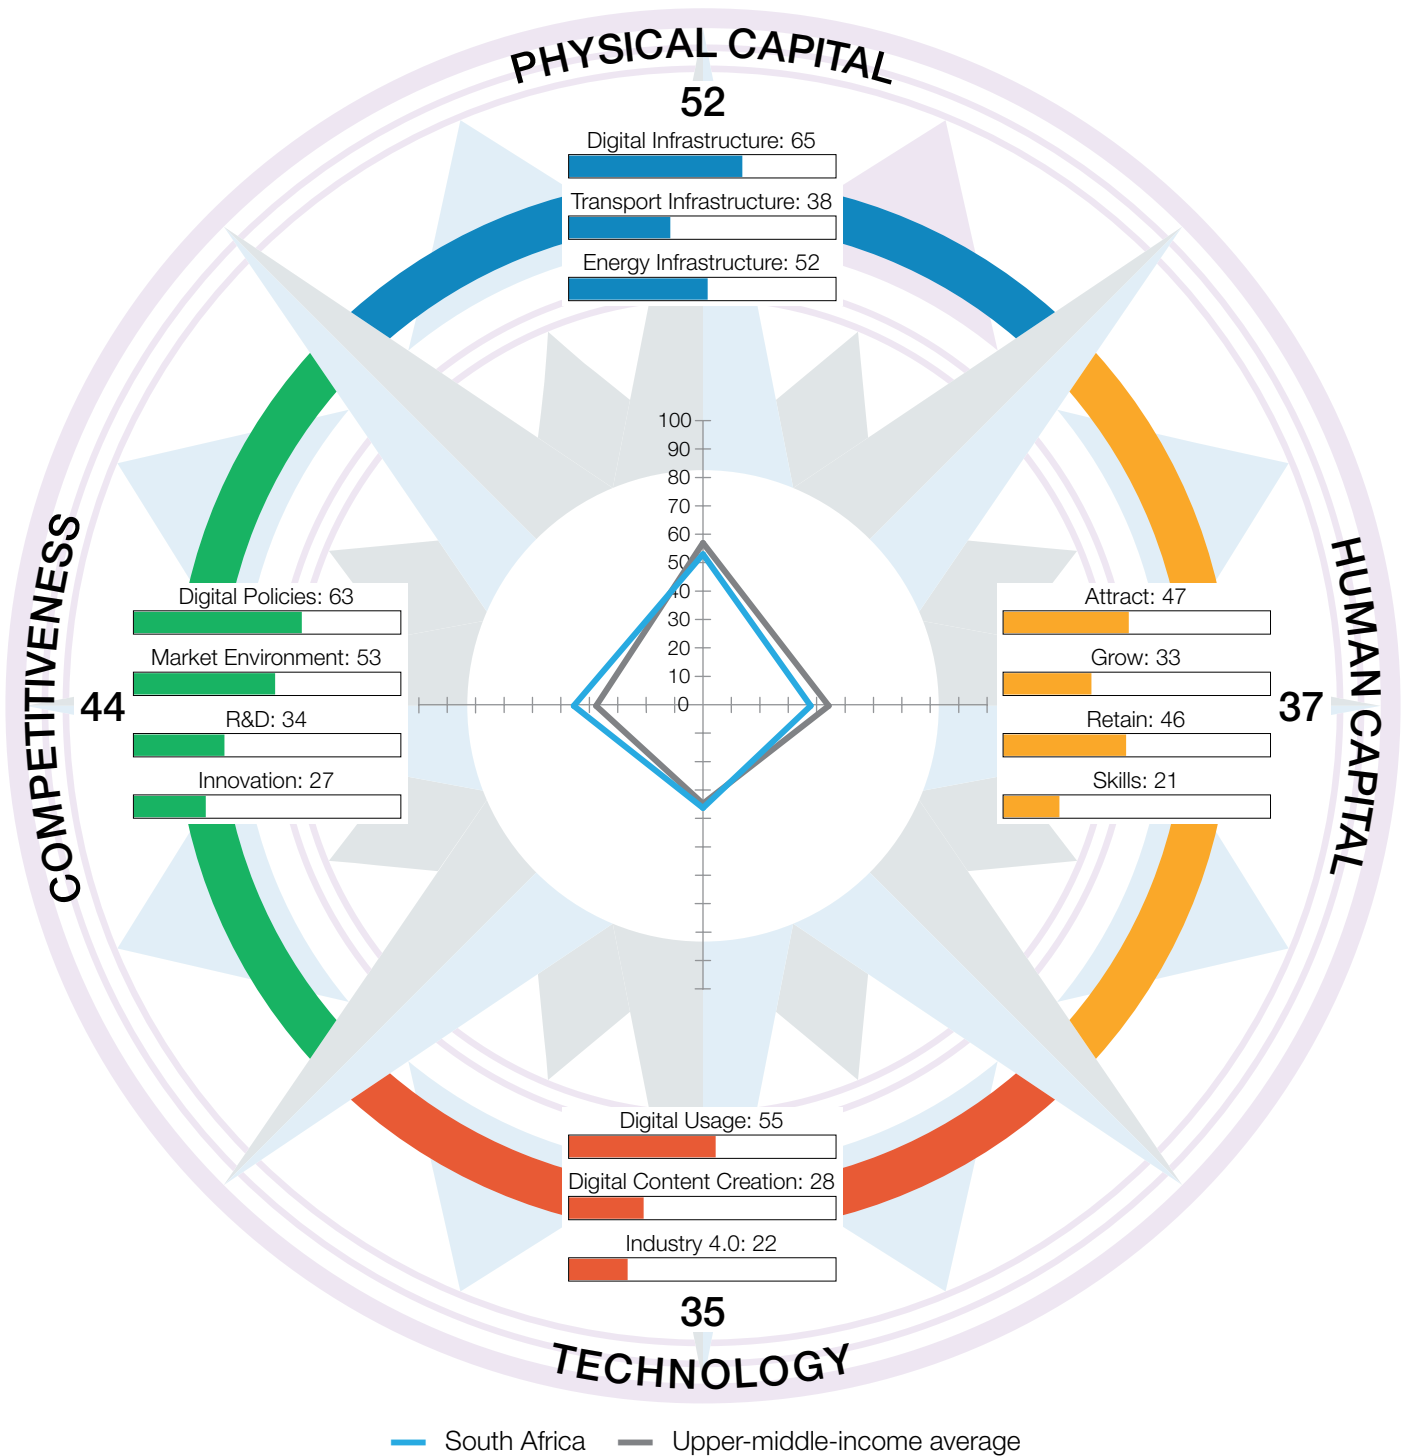 PHYSICAL CAPITAL
52
Digital Infrastructure: 65
Transport Infrastructure: 38
Energy Infrastructure: 52
COMPETITIVENESS
44
Digital Policies: 63
Market Environment: 53
R&D: 34
Innovation: 27
100
90
80
70
60
50
40
30
20
10
0
HUMAN CAPITAL
37
Attract: 47
Grow: 33
Retain: 46
Skills: 21
Digital Usage: 55
Digital Content Creation: 28
Industry 4.0: 22
35
TECHNOLOGY
South Africa
Upper-middle-income average